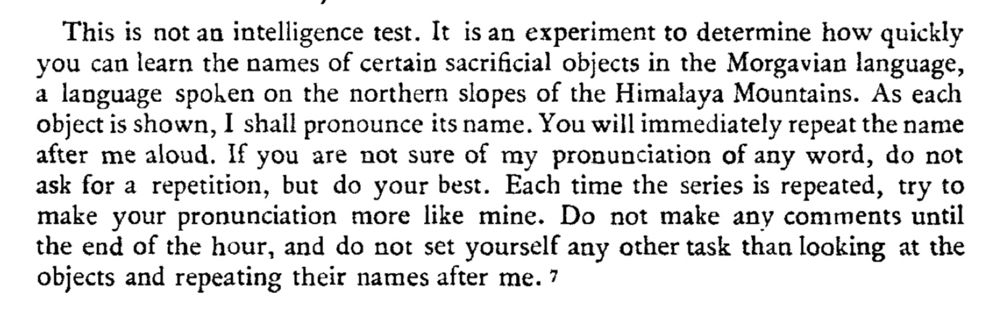 This is not an intelligence test. It is an experiment to determine how quickly
you can learn the names of certain sacrificial objects in the Morgavian language,
a language spoken on the northern slopes of the Himalaya Mountains. As each
object is shown, I shall pronounce its name. You will immediately repeat the name
after me aloud. If you are not sure of my pronunciation of any word, do not
ask for a repetition, but do your best. Each time the series is repeated, try to
make your pronunciation more like mine. Do not make any comments until
the end of the hour, and do not set yourself any other task than looking at the
objects and repeating their names after me. 7